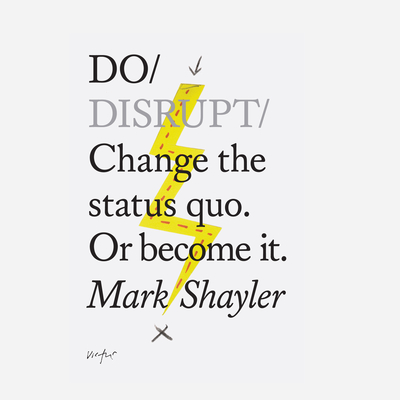 DO/
DISRUPT/
Change the
status quo.
Or become it.
Mark Shayler